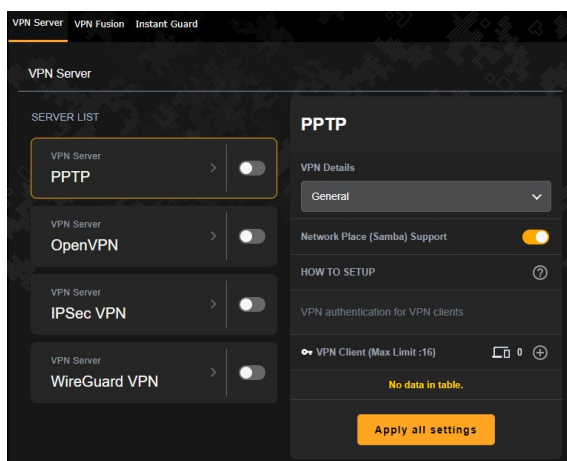 VPN Server VPN Fusion Instant Guard
VPN Server
SERVER LIST
VPN Server
PPTP
VPN Server
OpenVPN
VPN Server
IPSec VPN
VPN Server
WireGuard VPN
PPTP
VPN Details
General
Network Place (Samba) Support
HOW TO SETUP
VPN authentication for VPN clients
VPN Client (Max Limit :16) 0
No data in table.
Apply all settings